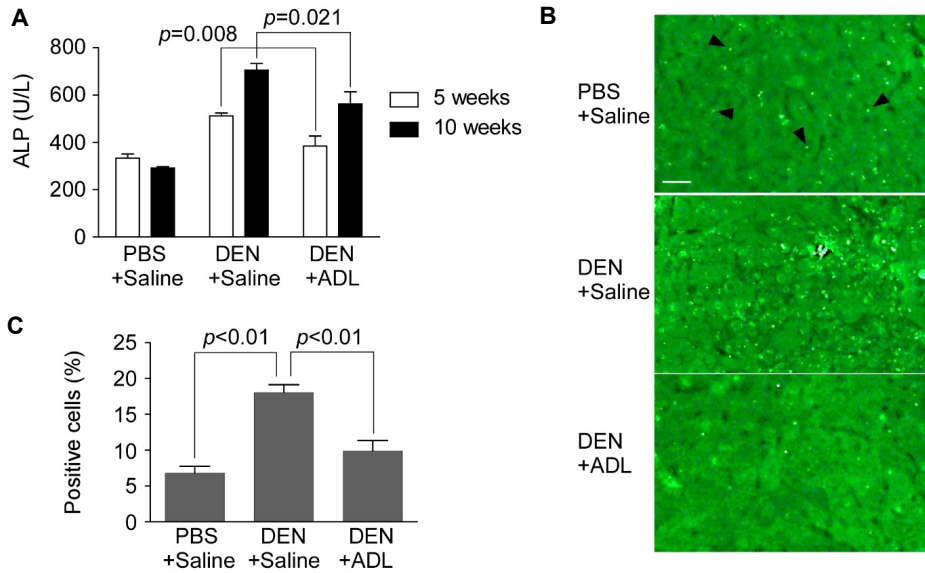 A
p=0.008
p=0.021
ALP (U/L)
800
600
400
200
0
PBS
+Saline
DEN
+Saline
DEN
+ADL
5 weeks
10 weeks
B
PBS
+Saline
DEN
+Saline
DEN
+ADL
C
p<0.01
p<0.01
Positive cells (%)
25
20
15
10
5
0
PBS
+Saline
DEN
+Saline
DEN
+ADL